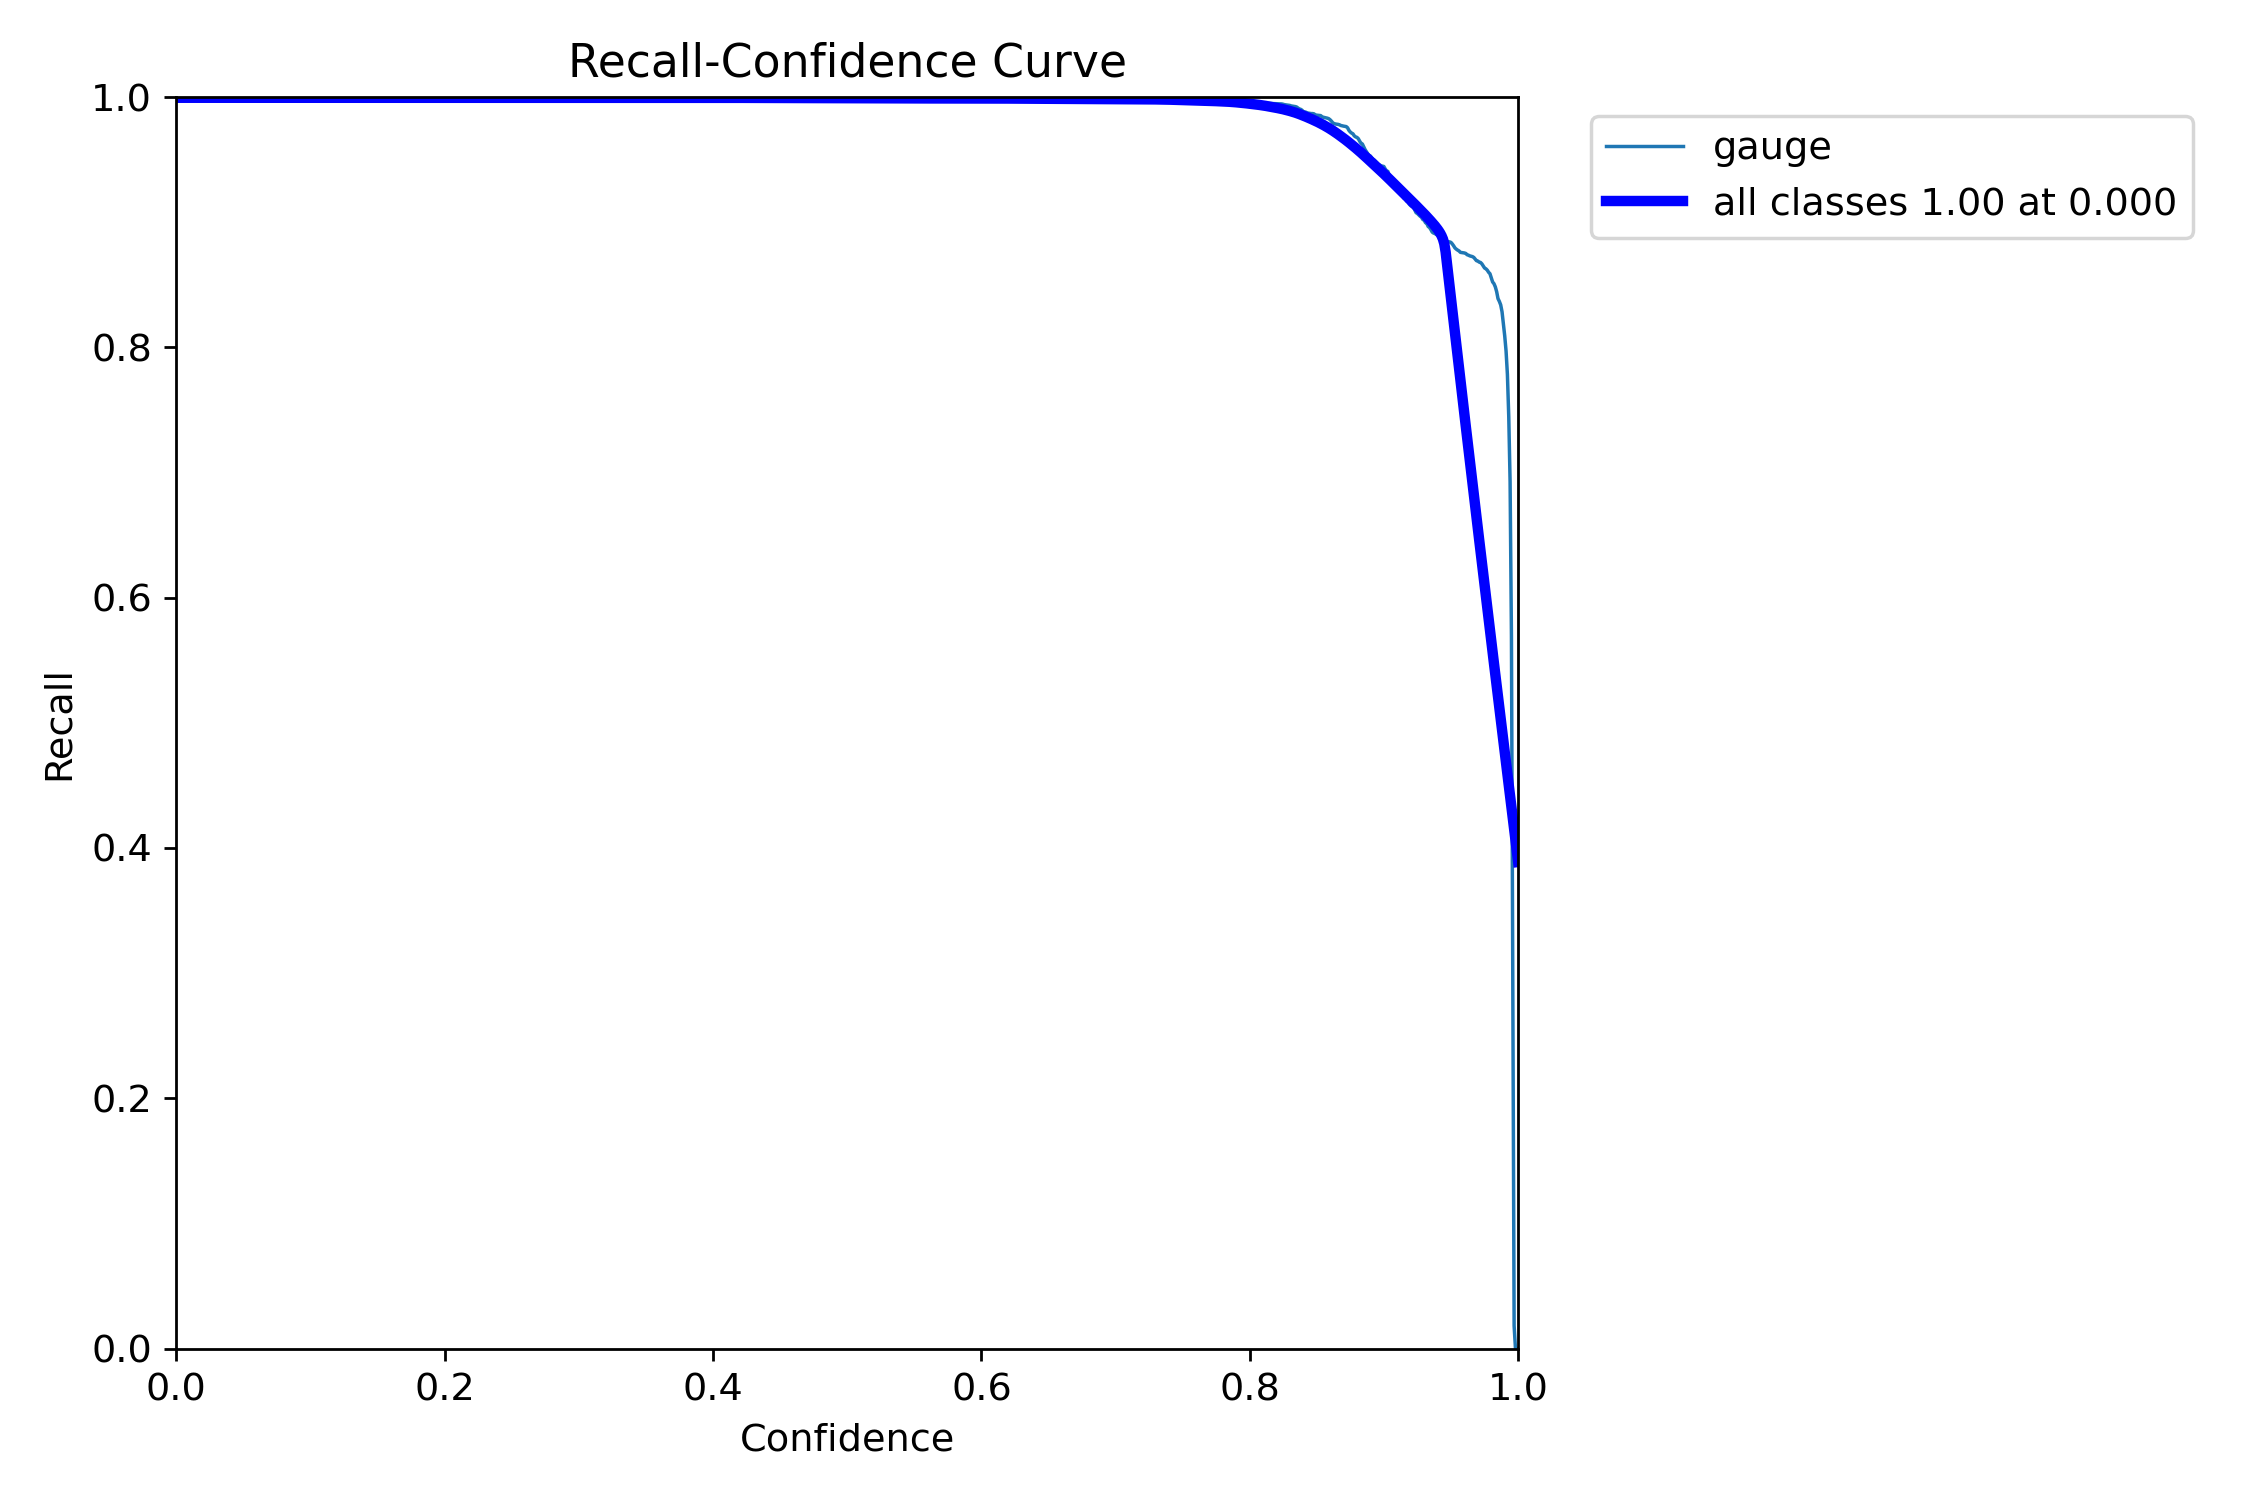 Recall-Confidence Curve
gauge
all classes 1.00 at 0.000
Recall
1.0
0.8
0.6
0.4
0.2
0.0
0.0 0.2 0.4 0.6 0.8 1.0
Confidence